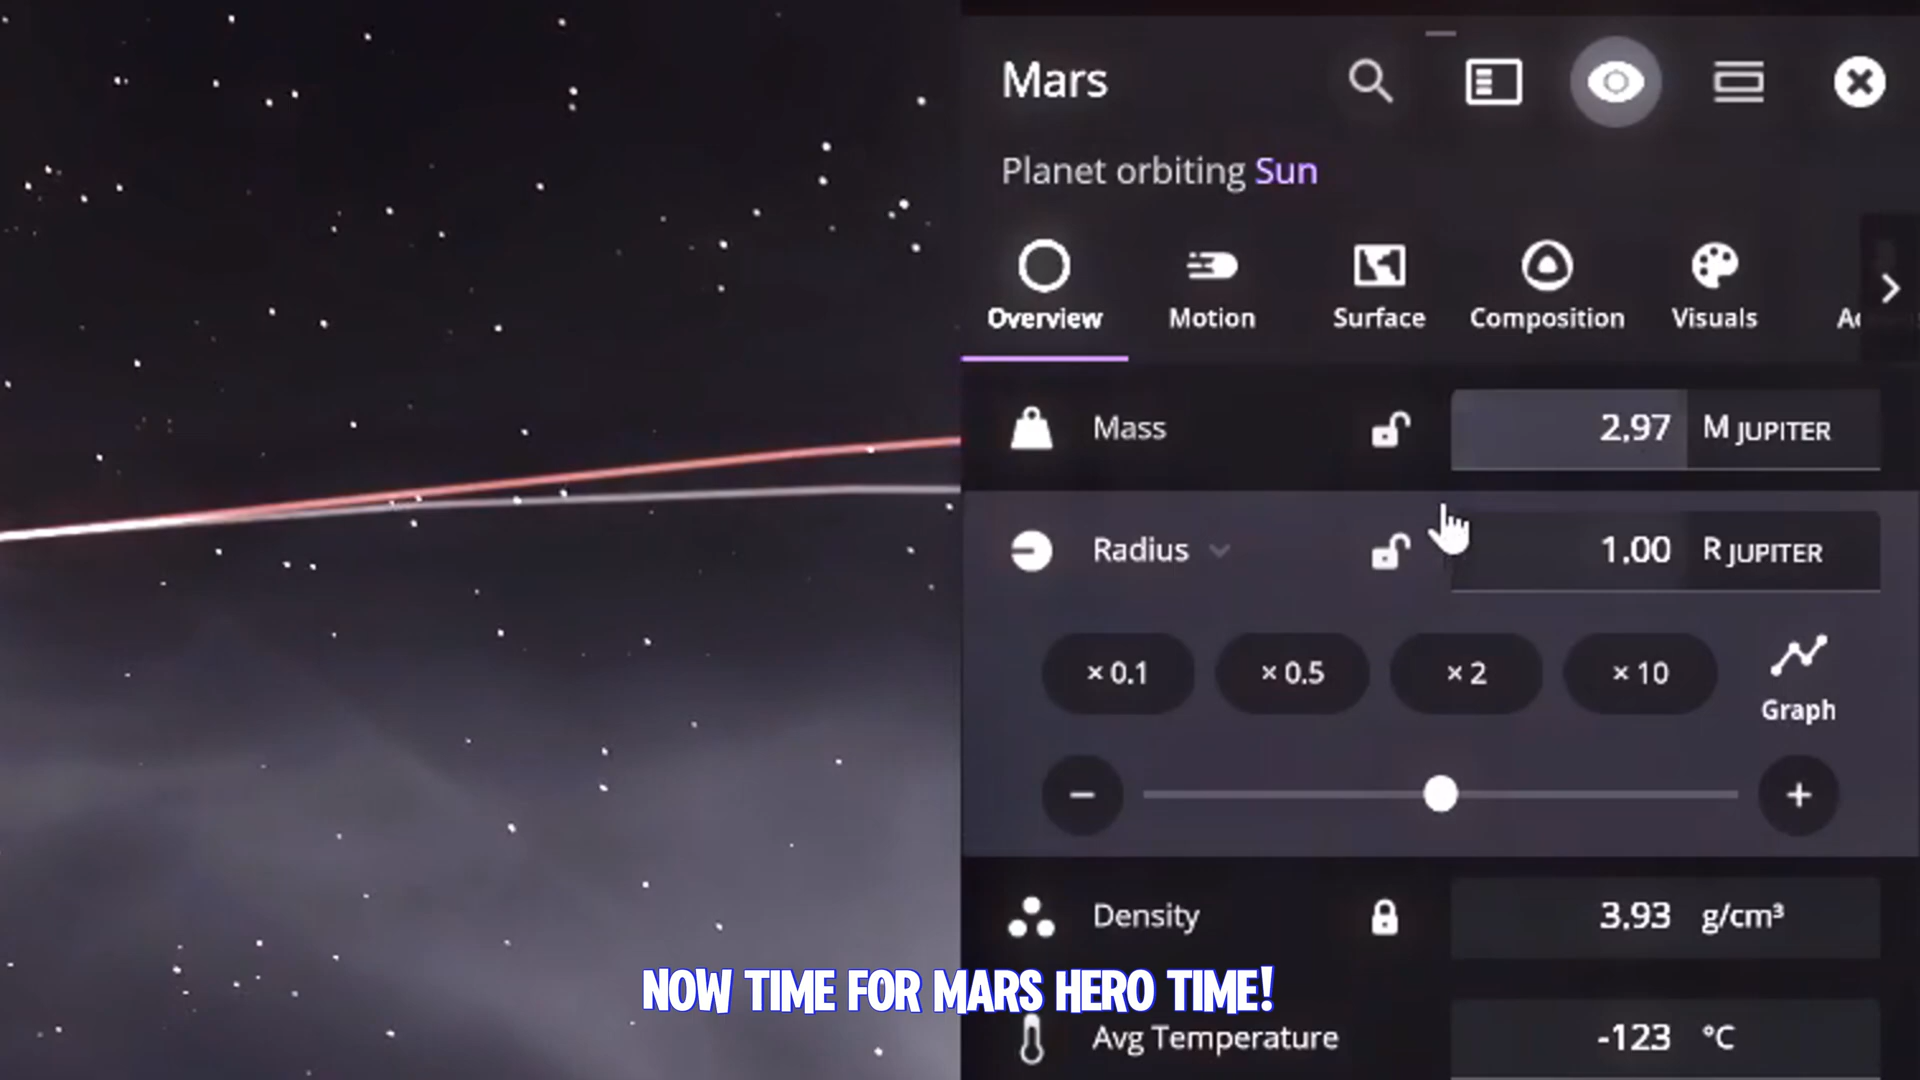 Mars
Planet orbiting Sun
Overview Motion Surface Composition Visuals
Mass 2.97 M JUPITER
Radius 1.00 R JUPITER
× 0.1 × 0.5 × 2 × 10 Graph
Density 3.93 g/cm³
NOW TIME FOR MARS HERO TIME!
Avg Temperature -123 °C